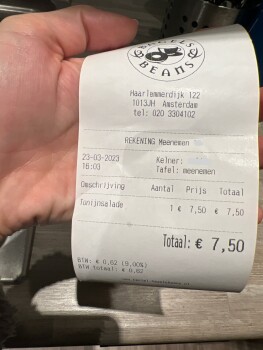 BAGELS
BEANS
Haarlemmerdijk 122
1013JH Amsterdam
tel: 020 3304102
REKENING Meenemen
23-03-2023 Kelner:
18:03 Tafel: meenemen
Omschrijving Aantal Prijs Totaal
Tonijnsalade 1 € 7,50 € 7,50
Totaal: € 7,50
BTW: € 0,62 (9,00%)
BTW Totaal: € 0,62